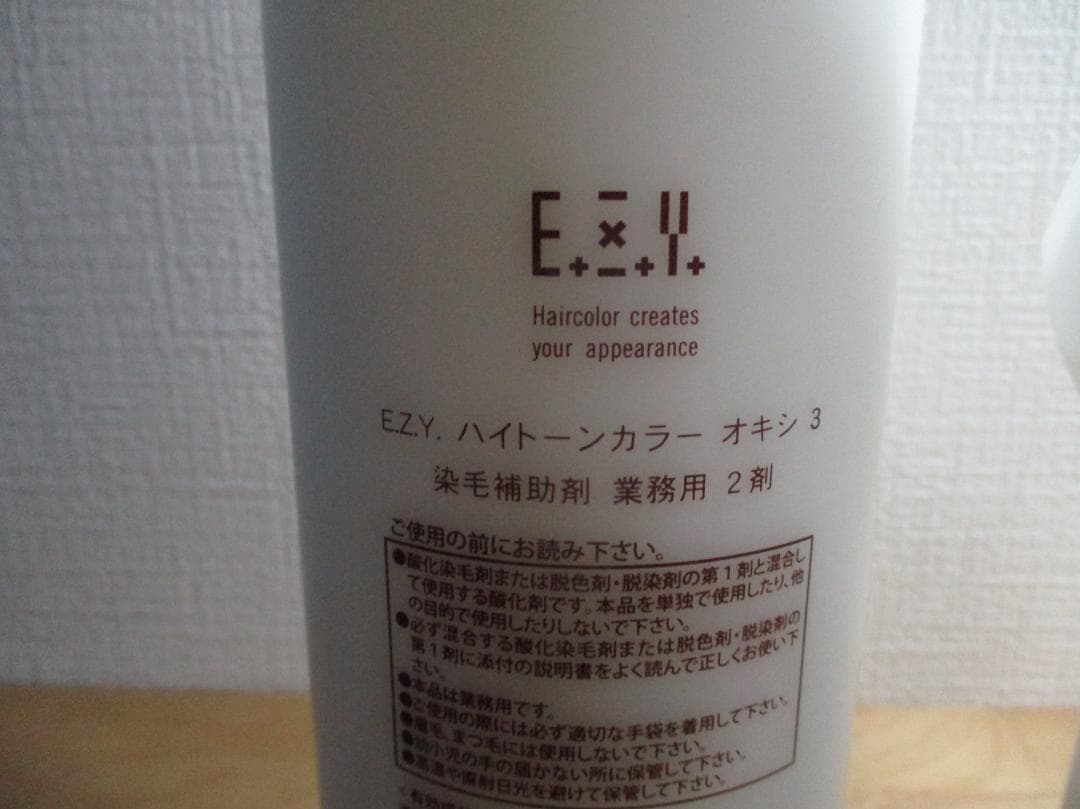 E.Z.Y.
Haircolor creates
your appearance
E.Z.Y. ハイトーンカラー オキシ 3
染毛補助剤 業務用 2剤
ご使用の前にお読み下さい。
●酸化染毛剤または脱色剤・脱染剤の第1剤と混合し
て使用する酸化剤です。本品を単独で使用したり、他
の目的で使用したりしないで下さい。
●必ず混合する酸化染毛剤または脱色剤・脱染剤の
第1剤に添付の説明書をよく読んで正しくお使い下
さい。
●本品は業務用です。
●ご使用の際には必ず適切な手袋を着用して下さい。
●眉毛、まつ毛には使用しないで下さい。
●幼小児の手の届かない所に保管して下さい。
●高温や直射日光を避けて保管して下さい。